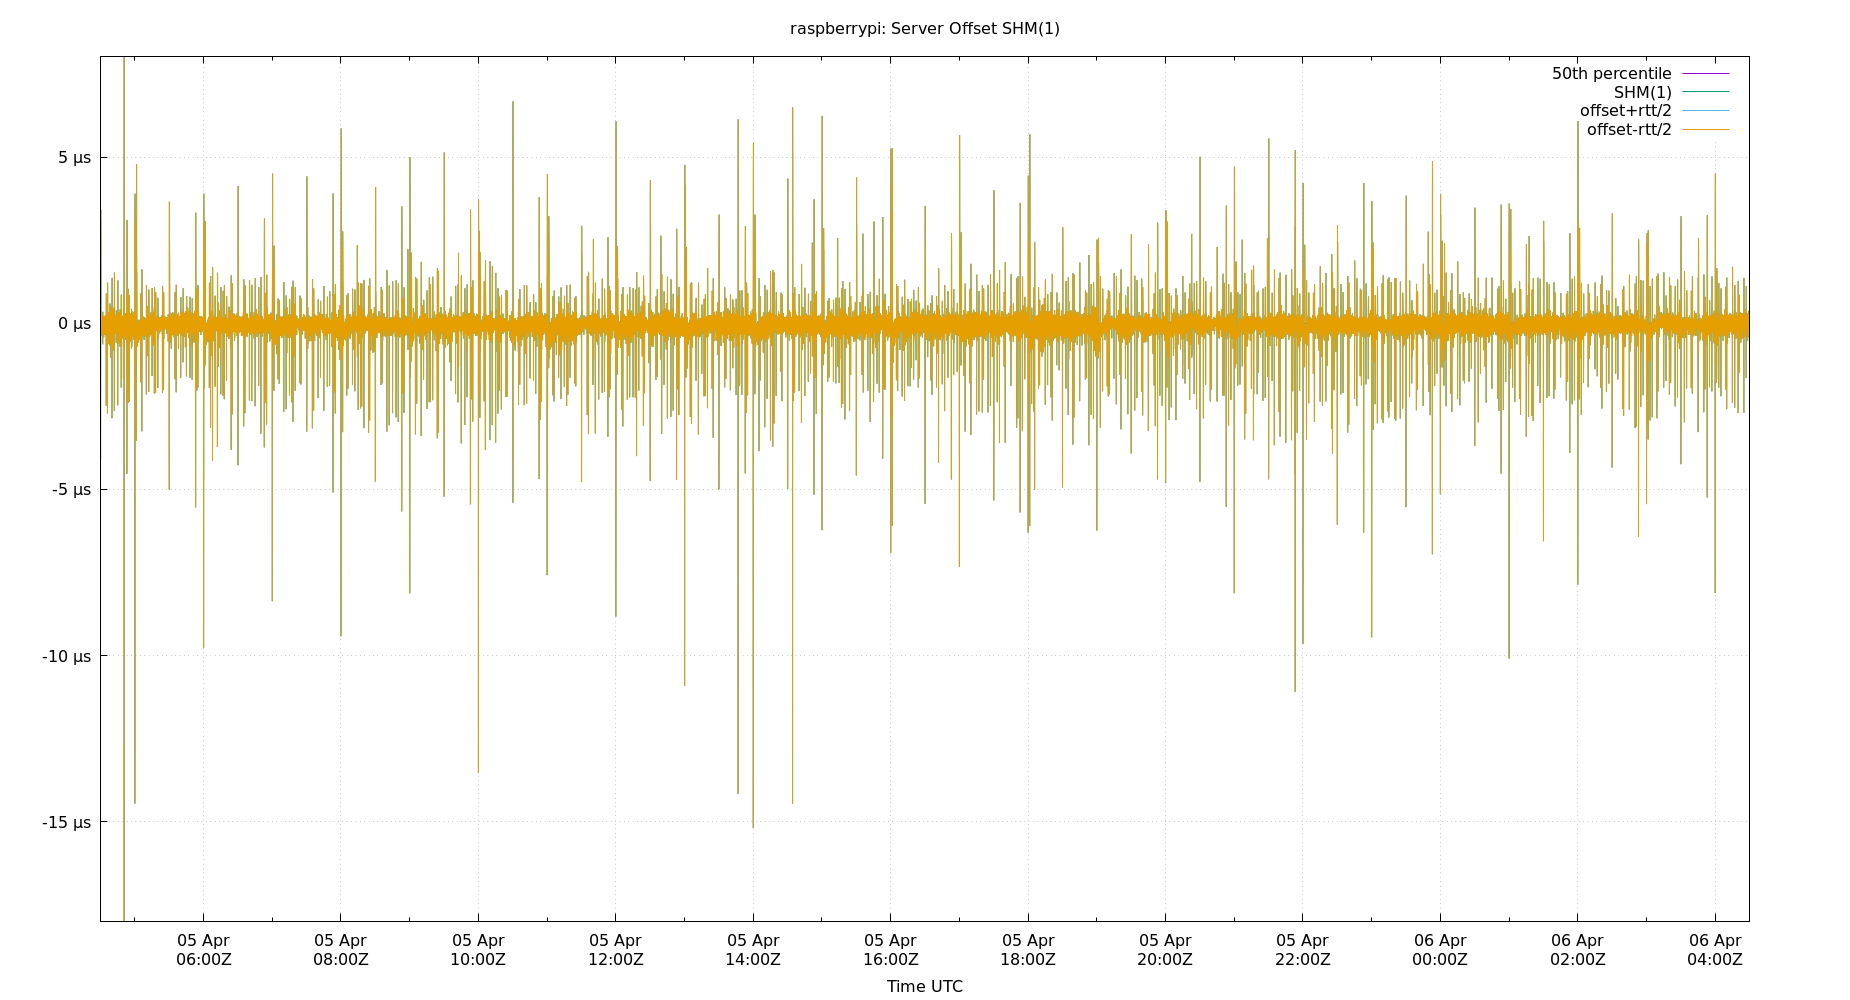 raspberrypi: Server Offset SHM(1)
50th percentile
SHM(1)
offset+rtt/2
offset-rtt/2
5 µs
0 µs
-5 µs
-10 µs
-15 µs
05 Apr 05 Apr 05 Apr 05 Apr 05 Apr 05 Apr 05 Apr 05 Apr 05 Apr 06 Apr 06 Apr 06 Apr
06:00Z 08:00Z 10:00Z 12:00Z 14:00Z 16:00Z 18:00Z 20:00Z 22:00Z 00:00Z 02:00Z 04:00Z
Time UTC